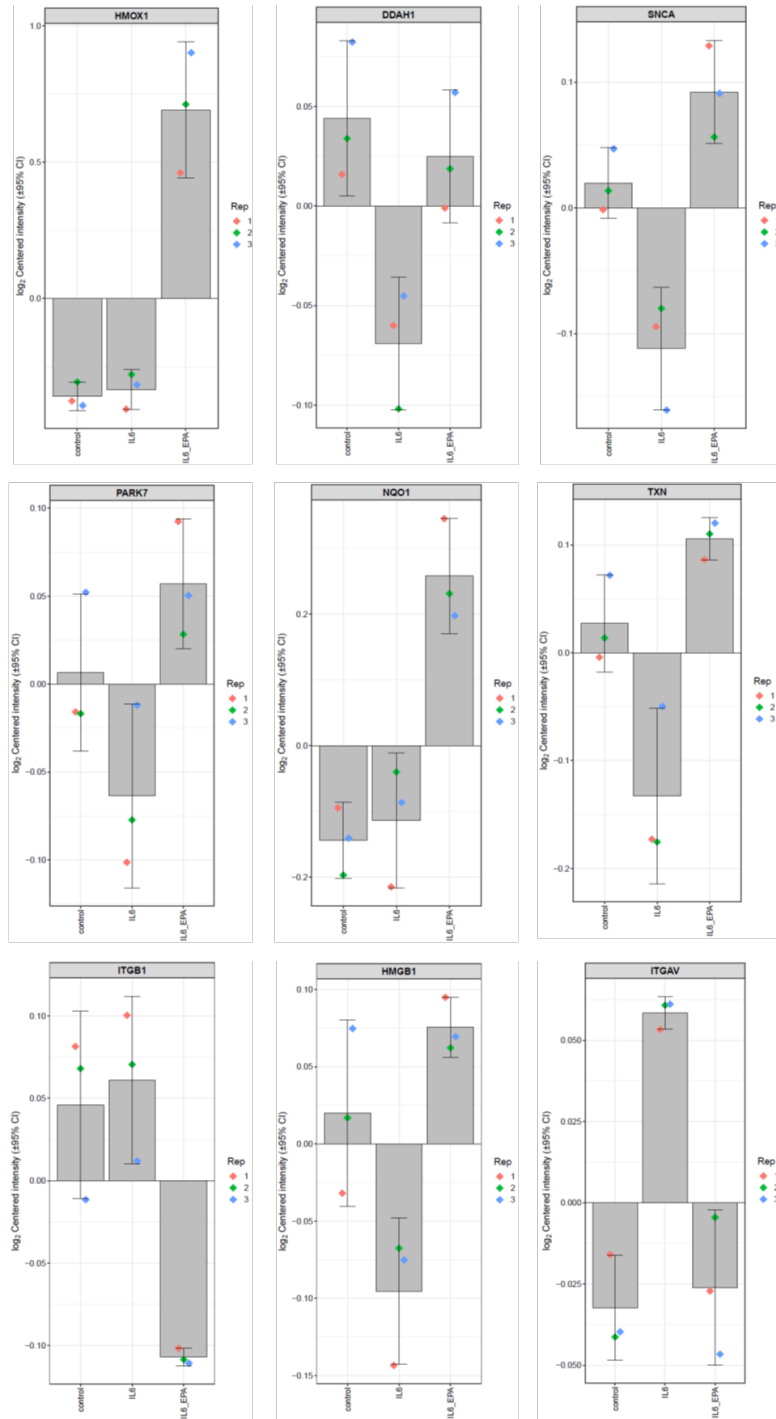 HMOX1
log2 Centered intensity (±95% CI)
1.0
0.5
0.0
control
IL6
IL6_EPA
Rep
1
2
3
DDAH1
log2 Centered intensity (±95% CI)
0.05
0.00
−0.05
−0.10
control
IL6
IL6_EPA
Rep
1
2
3
SNCA
log2 Centered intensity (±95% CI)
0.1
0.0
−0.1
control
IL6
IL6_EPA
Rep
1
PARK7
log2 Centered intensity (±95% CI)
0.10
0.05
0.00
−0.05
−0.10
control
IL6
IL6_EPA
Rep
1
2
3
NQO1
log2 Centered intensity (±95% CI)
0.2
0.0
−0.2
control
IL6
IL6_EPA
Rep
1
2
3
TXN
log2 Centered intensity (±95% CI)
0.1
0.0
−0.1
−0.2
control
IL6
IL6_EPA
Rep
1
2
3
ITGB1
log2 Centered intensity (±95% CI)
0.10
0.05
0.00
−0.05
−0.10
control
IL6
IL6_EPA
Rep
1
2
3
HMGB1
log2 Centered intensity (±95% CI)
0.10
0.05
0.00
−0.05
−0.10
−0.15
control
IL6
IL6_EPA
Rep
1
2
3
ITGAV
log2 Centered intensity (±95% CI)
0.050
0.025
0.000
−0.025
−0.050
control
IL6
IL6_EPA
Rep
1